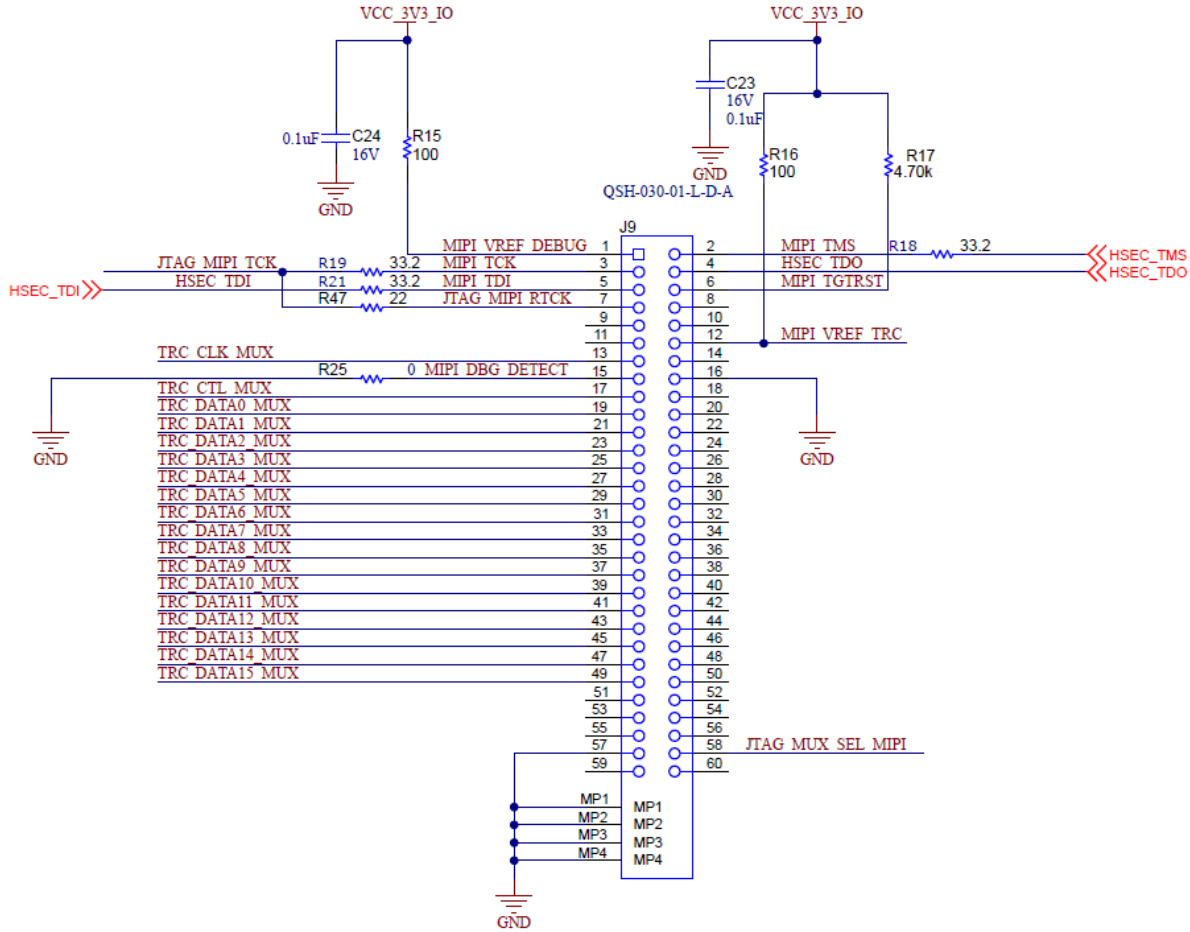 VCC_3V3_IO VCC_3V3_IO
C23
16V
0.1uF
0.1uF C24 R15
16V 100
R16 R17
100 4.70k
GND GND
QSH-030-01-L-D-A
GND
J9
MIPI_VREF_DEBUG 1 2 MIPI_TMS R18 33.2 HSEC_TMS
JTAG_MIPI_TCK R19 33.2 MIPI_TCK 3 4 HSEC_TDO HSEC_TDO
HSEC_TDI HSEC_TDI R21 33.2 MIPI_TDI 5 6 MIPI_TGTRST
R47 22 JTAG_MIPI_RTCK 7 8
9 10
11 12 MIPI_VREF_TRC
TRC_CLK_MUX 13 14
R25 0 MIPI_DBG_DETECT 15 16
TRC_CTL_MUX 17 18
TRC_DATA0_MUX 19 20
TRC_DATA1_MUX 21 22
TRC_DATA2_MUX 23 24
GND GND
TRC_DATA3_MUX 25 26
TRC_DATA4_MUX 27 28
TRC_DATA5_MUX 29 30
TRC_DATA6_MUX 31 32
TRC_DATA7_MUX 33 34
TRC_DATA8_MUX 35 36
TRC_DATA9_MUX 37 38
TRC_DATA10_MUX 39 40
TRC_DATA11_MUX 41 42
TRC_DATA12_MUX 43 44
TRC_DATA13_MUX 45 46
TRC_DATA14_MUX 47 48
TRC_DATA15_MUX 49 50
51 52
53 54
55 56
57 58 JTAG_MUX_SEL_MIPI
59 60
MP1 MP1
MP2 MP2
MP3 MP3
MP4 MP4
GND